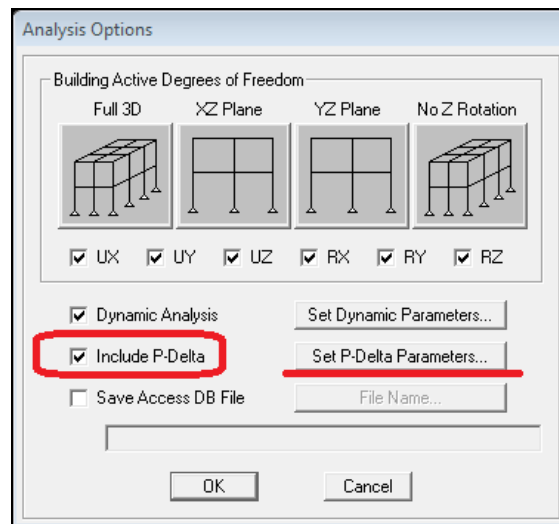 Analysis Options
Building Active Degrees of Freedom
Full 3D XZ Plane YZ Plane No Z Rotation
UX UY UZ RX RY RZ
Dynamic Analysis Set Dynamic Parameters...
Include P-Delta Set P-Delta Parameters...
Save Access DB File File Name...
OK Cancel